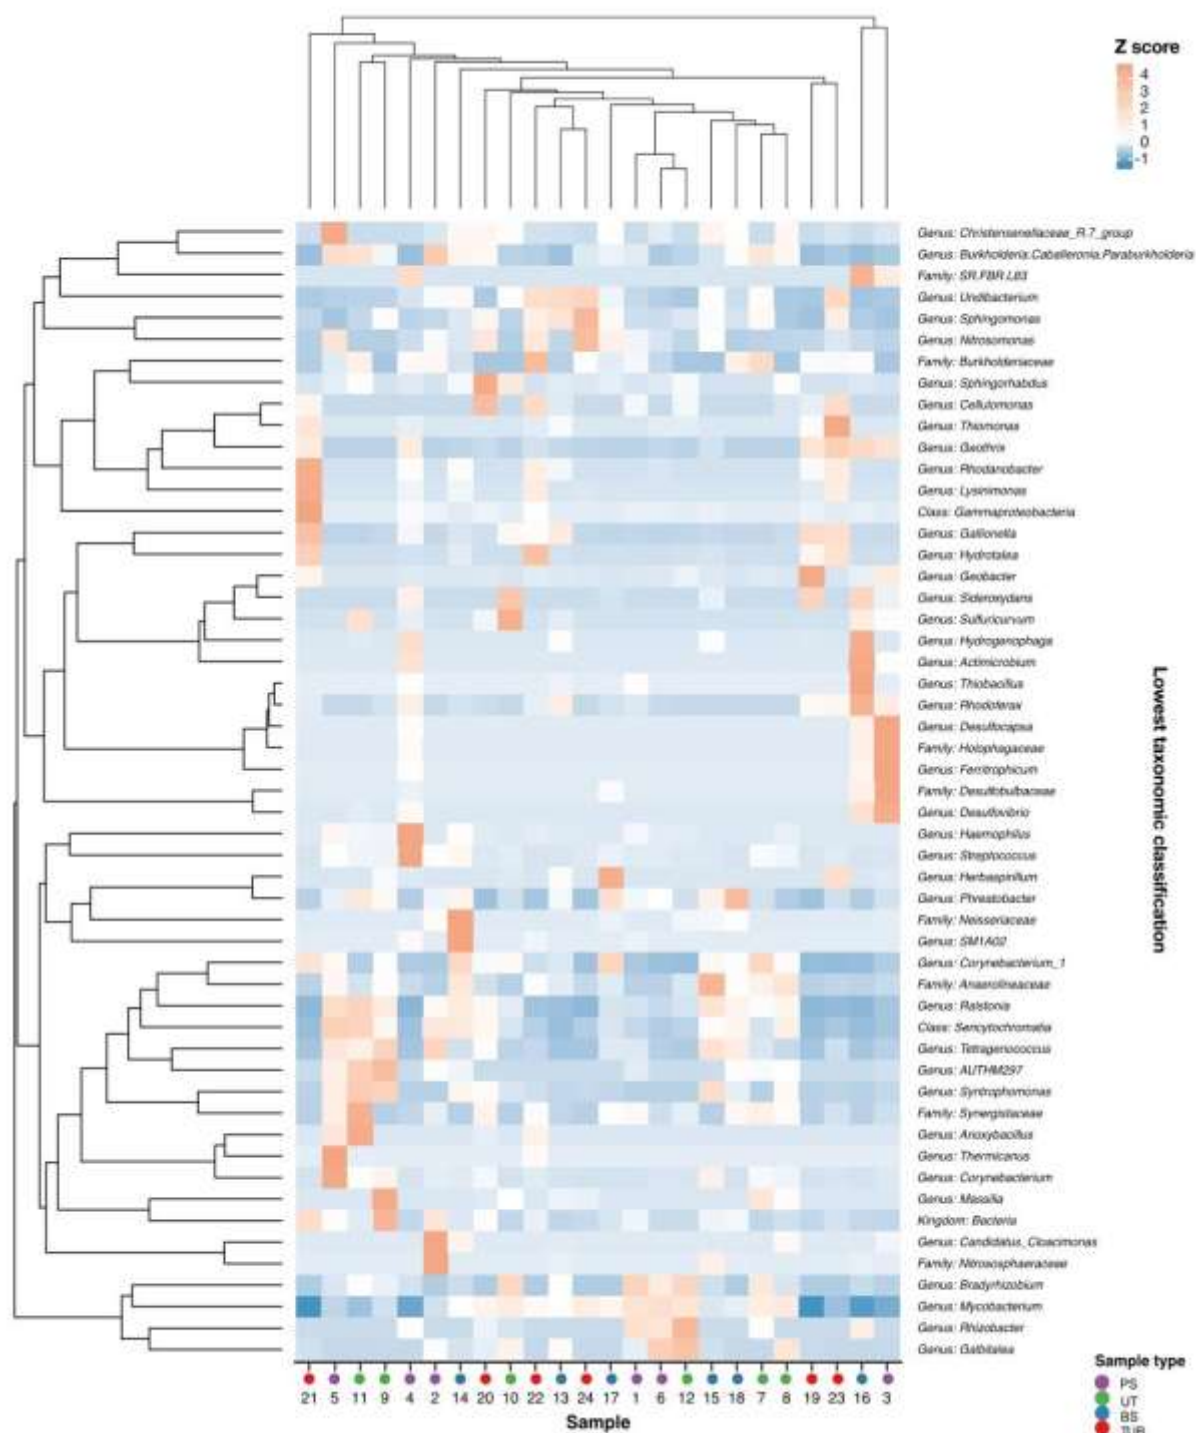 Z score
4
3
2
1
0
-1
Genus: Christensenellaceae_R.7_group
Genus: Burkholderia.Caballeronia.Paraburkholderia
Family: SR.FBR.L83
Genus: Undibacterium
Genus: Sphingomonas
Genus: Nitrosomonas
Family: Burkholderiaceae
Genus: Sphingorhabdus
Genus: Cellulomonas
Genus: Thiomonas
Genus: Geothrix
Genus: Rhodanobacter
Genus: Lysinimonas
Class: Gammaproteobacteria
Genus: Gallionella
Genus: Hydrotalea
Genus: Geobacter
Genus: Sideroxydans
Genus: Sulfuricurvum
Genus: Hydrogenophaga
Genus: Actimicrobium
Genus: Thiobacillus
Genus: Rhodoferax
Genus: Desulfocapsa
Family: Holophagaceae
Genus: Ferritrophicum
Family: Desulfobulbaceae
Genus: Desulfovibrio
Genus: Haemophilus
Genus: Streptococcus
Genus: Herbaspirillum
Genus: Phreatobacter
Family: Neisseriaceae
Genus: SM1A02
Genus: Corynebacterium_1
Family: Anaerolineaceae
Genus: Ralstonia
Class: Sericytochromatia
Genus: Tetragenococcus
Genus: AUTHM297
Genus: Syntrophomonas
Family: Synergistaceae
Genus: Anoxybacillus
Genus: Thermicanus
Genus: Corynebacterium
Genus: Massilia
Kingdom: Bacteria
Genus: Candidatus_Cloacimonas
Family: Nitrososphaeraceae
Genus: Bradyrhizobium
Genus: Mycobacterium
Genus: Rhizobacter
Genus: Galbitalea
Lowest taxonomic classification
21 5 11 9 4 2 14 20 10 22 13 24 17 1 6 12 15 18 7 8 19 23 16 3
Sample
Sample type
PS
UT
BS
TUB